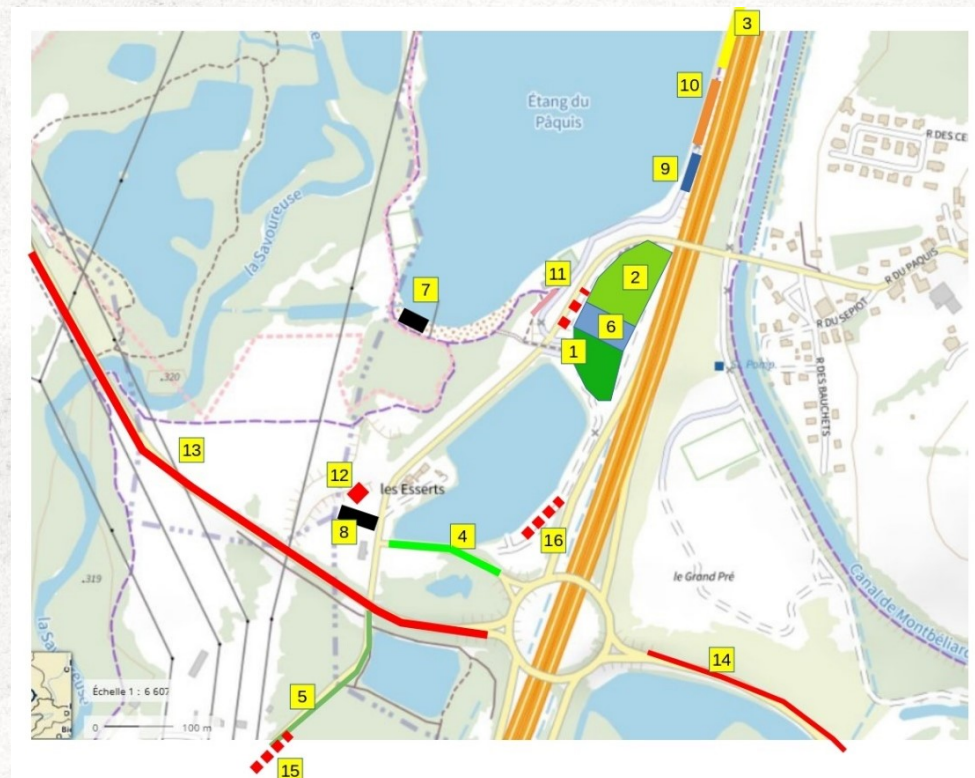 3
10
Étang du
Pâquis
9
R DES CE
la Savoureuse
2
11
7
6
R DU PAQUIS
R DU SEPIOT
1
.320
R DES BAUCHETS
13
12
les Esserts
8
4
16
.319
le Grand Pré
Canal de Montbéliard
14
Échelle 1 : 6 607
5
0
100 m
15